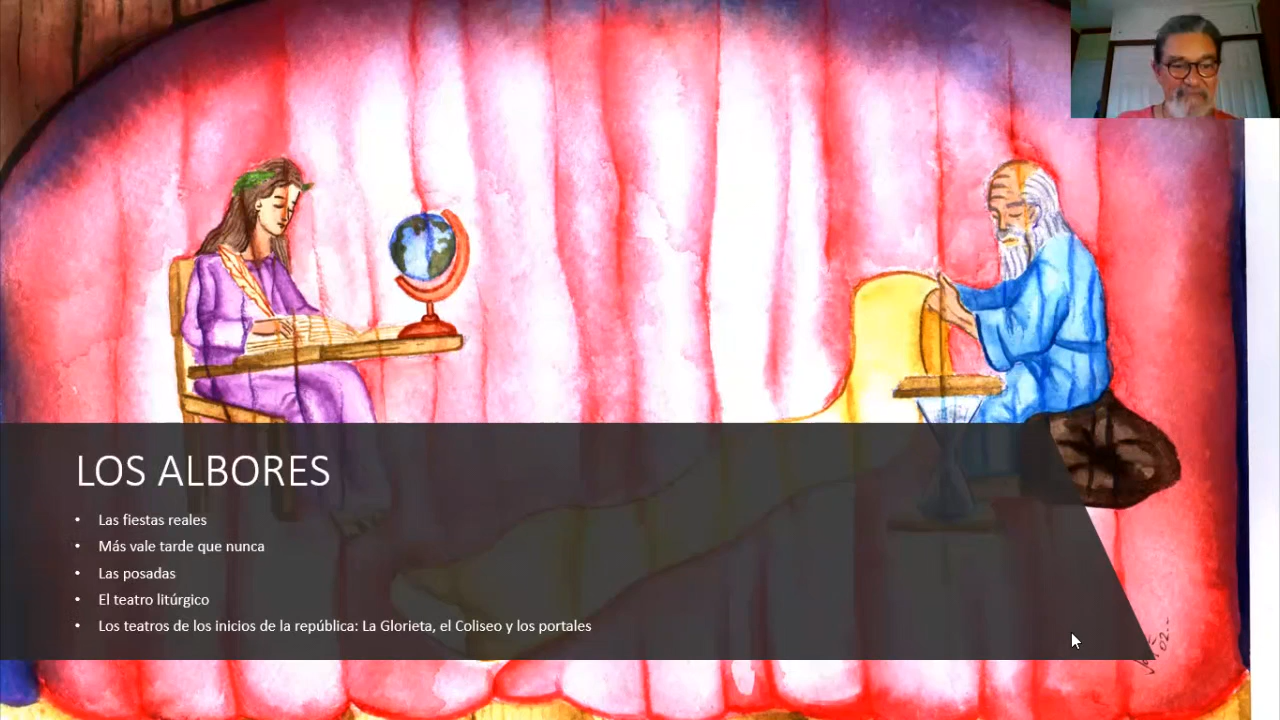 LOS ALBORES
• Las fiestas reales
• Más vale tarde que nunca
• Las posadas
• El teatro litúrgico
• Los teatros de los inicios de la república: La Glorieta, el Coliseo y los portales